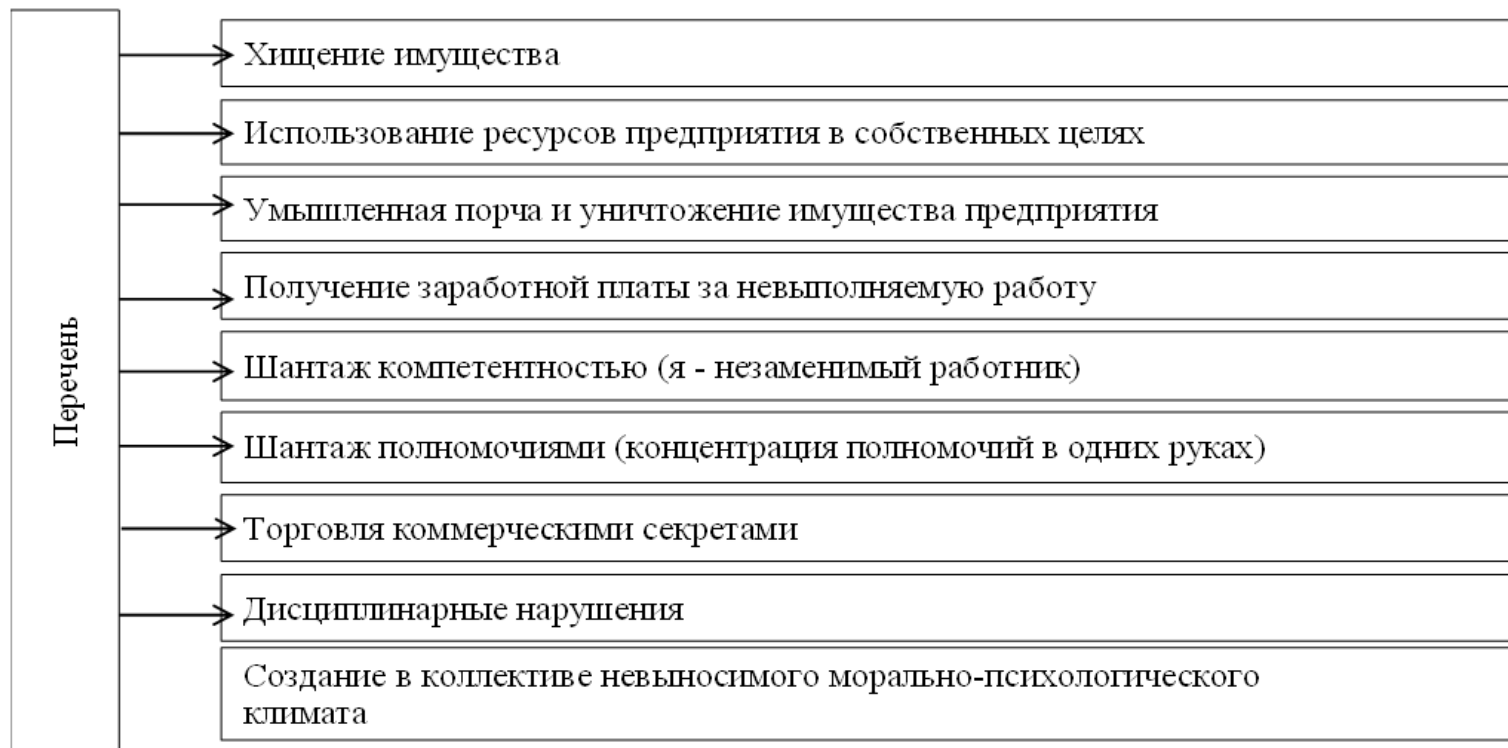 Перечень
Хищение имущества
Использование ресурсов предприятия в собственных целях
Умышленная порча и уничтожение имущества предприятия
Получение заработной платы за невыполняемую работу
Шантаж компетентностью (я - незаменимый работник)
Шантаж полномочиями (концентрация полномочий в одних руках)
Торговля коммерческими секретами
Дисциплинарные нарушения
Создание в коллективе невыносимого морально-психологического
климата